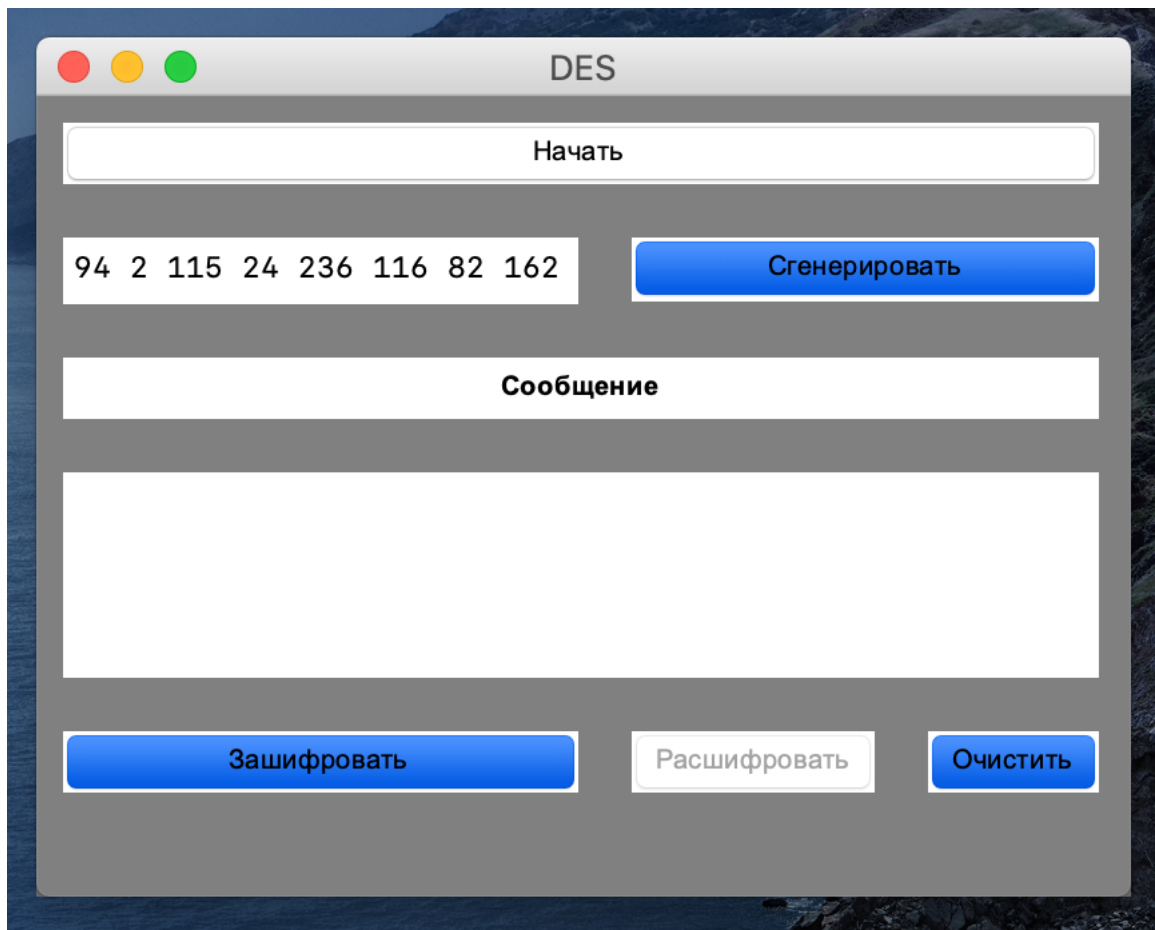 DES
Начать
94 2 115 24 236 116 82 162
Сгенерировать
Сообщение
Зашифровать
Расшифровать
Очистить